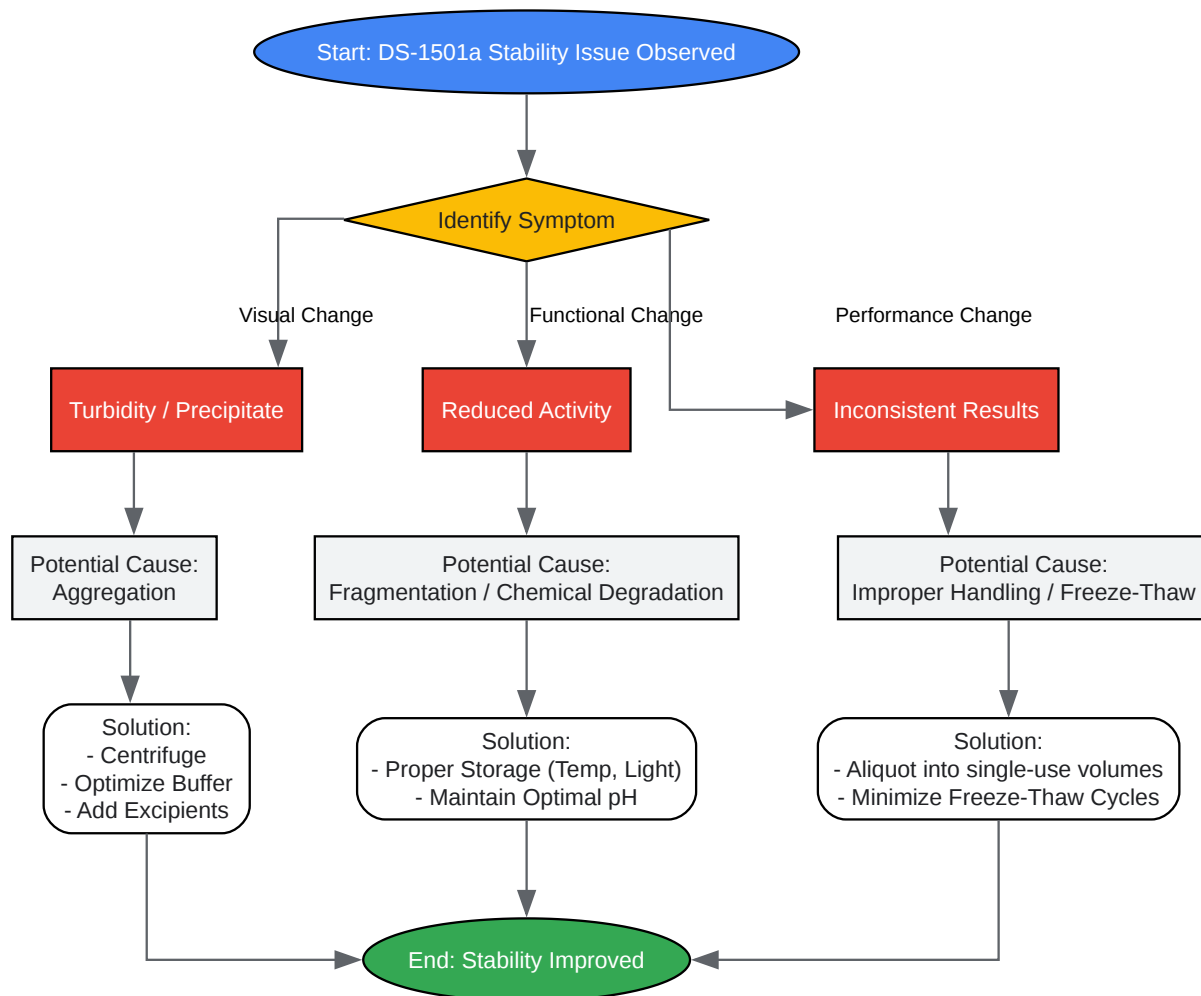 Start: DS-1501a Stability Issue Observed
Identify Symptom
Visual Change
Functional Change
Performance Change
Turbidity / Precipitate
Reduced Activity
Inconsistent Results
Potential Cause:
Aggregation
Potential Cause:
Fragmentation / Chemical Degradation
Potential Cause:
Improper Handling / Freeze-Thaw
Solution:
- Centrifuge
- Optimize Buffer
- Add Excipients
Solution:
- Proper Storage (Temp, Light)
- Maintain Optimal pH
Solution:
- Aliquot into single-use volumes
- Minimize Freeze-Thaw Cycles
End: Stability Improved